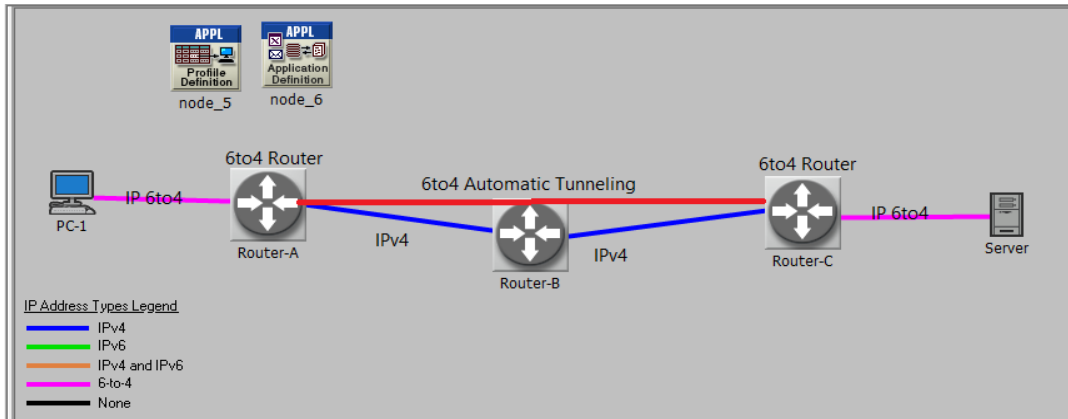 APPL
Profile
Definition
node_5
APPL
Application
Definition
node_6
6to4 Router
6to4 Router
6to4 Automatic Tunneling
IP 6to4
IP 6to4
PC-1
Router-A
IPv4
IPv4
Router-B
Router-C
Server
IP Address Types Legend
IPv4
IPv6
IPv4 and IPv6
6-to-4
None